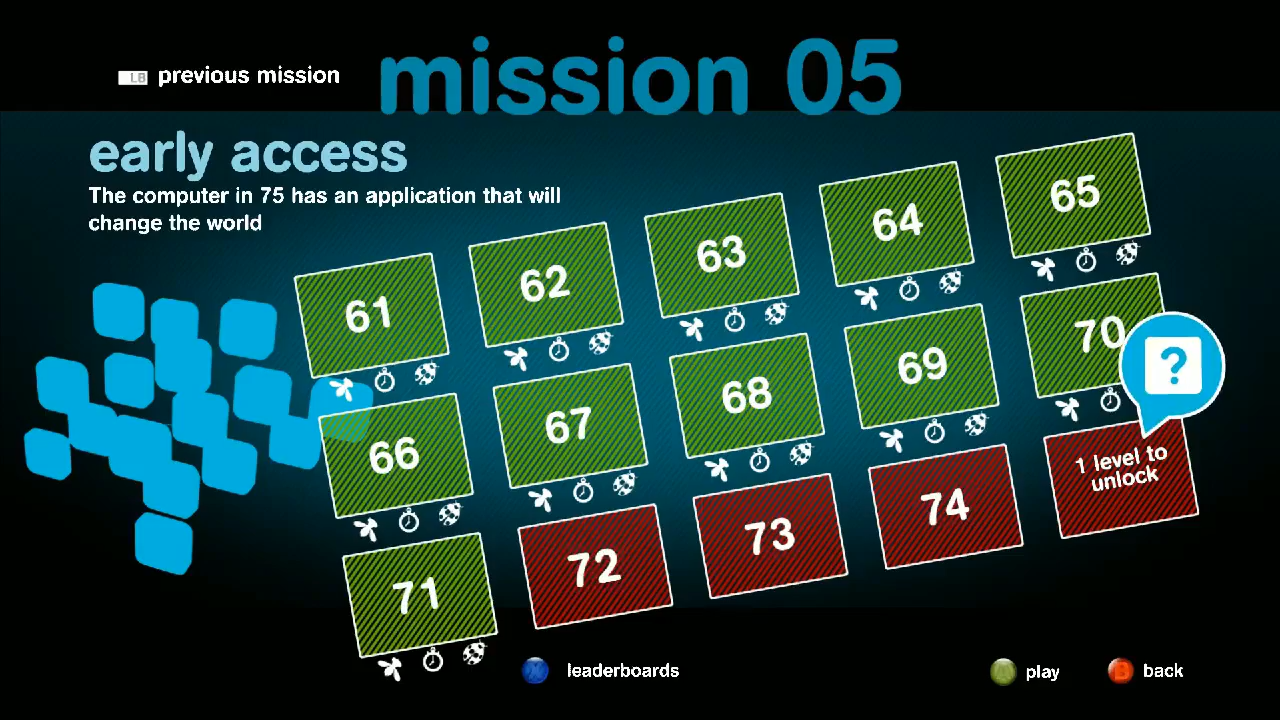 mission 05
LB previous mission
early access
The computer in 75 has an application that will
change the world
61
62
63
64
65
66
67
68
69
70
?
71
72
73
74
1 level to
unlock
X leaderboards
A play
B back